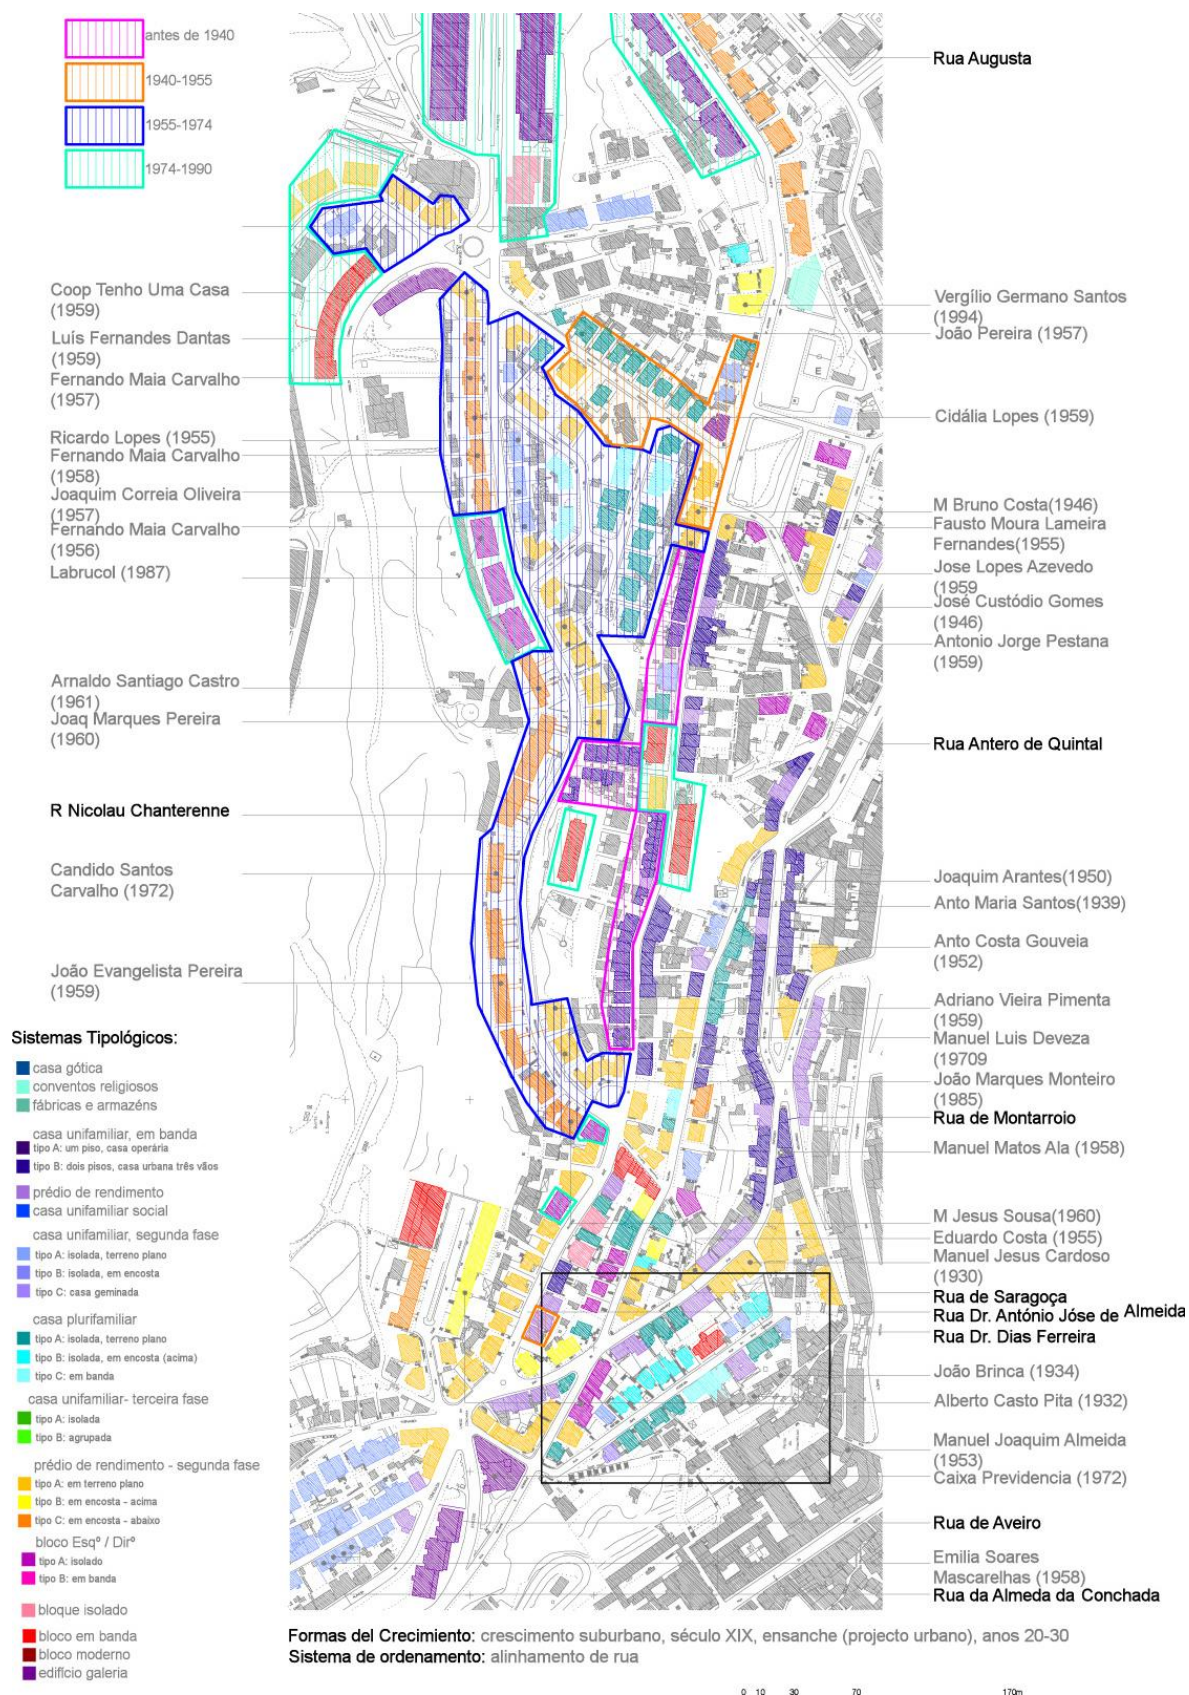 antes de 1940
1940-1955
1955-1974
1974-1990
Coop Tenho Uma Casa
(1959)
Luís Fernandes Dantas
(1959)
Fernando Maia Carvalho
(1957)
Ricardo Lopes (1955)
Fernando Maia Carvalho
(1958)
Joaquim Correia Oliveira
(1957)
Fernando Maia Carvalho
(1956)
Labrucol (1987)
Arnaldo Santiago Castro
(1961)
Joaq Marques Pereira
(1960)
R Nicolau Chanterenne
Candido Santos
Carvalho (1972)
João Evangelista Pereira
(1959)
Sistemas Tipológicos:
casa gótica
conventos religiosos
fábricas e armazéns
casa unifamiliar, em banda
tipo A: um piso, casa operária
tipo B: dois pisos, casa urbana três vãos
prédio de rendimento
casa unifamiliar social
casa unifamiliar, segunda fase
tipo A: isolada, terreno plano
tipo B: isolada, em encosta
tipo C: casa geminada
casa plurifamiliar
tipo A: isolada, terreno plano
tipo B: isolada, em encosta (acima)
tipo C: em banda
casa unifamiliar- terceira fase
tipo A: isolada
tipo B: agrupada
prédio de rendimento - segunda fase
tipo A: em terreno plano
tipo B: em encosta - acima
tipo C: em encosta - abaixo
bloco Esqº / Dirº
tipo A: isolado
tipo B: em banda
bloque isolado
bloco em banda
bloco moderno
edifício galeria
Rua Augusta
Vergílio Germano Santos
(1994)
João Pereira (1957)
Cidália Lopes (1959)
M Bruno Costa(1946)
Fausto Moura Lameira
Fernandes(1955)
Jose Lopes Azevedo
(1959
José Custódio Gomes
(1946)
Antonio Jorge Pestana
(1959)
Rua Antero de Quintal
Joaquim Arantes(1950)
Anto Maria Santos(1939)
Anto Costa Gouveia
(1952)
Adriano Vieira Pimenta
(1959)
Manuel Luis Deveza
(19709
João Marques Monteiro
(1985)
Rua de Montarroio
Manuel Matos Ala (1958)
M Jesus Sousa(1960)
Eduardo Costa (1955)
Manuel Jesus Cardoso
(1930)
Rua de Saragoça
Rua Dr. António Jóse de Almeida
Rua Dr. Dias Ferreira
João Brinca (1934)
Alberto Casto Pita (1932)
Manuel Joaquim Almeida
(1953)
Caixa Previdencia (1972)
Rua de Aveiro
Emilia Soares
Mascarelhas (1958)
Rua da Almeda da Conchada
Formas del Crecimiento: crescimento suburbano, século XIX, ensanche (projecto urbano), anos 20-30
Sistema de ordenamento: alinhamento de rua
0 10 30 70 170m